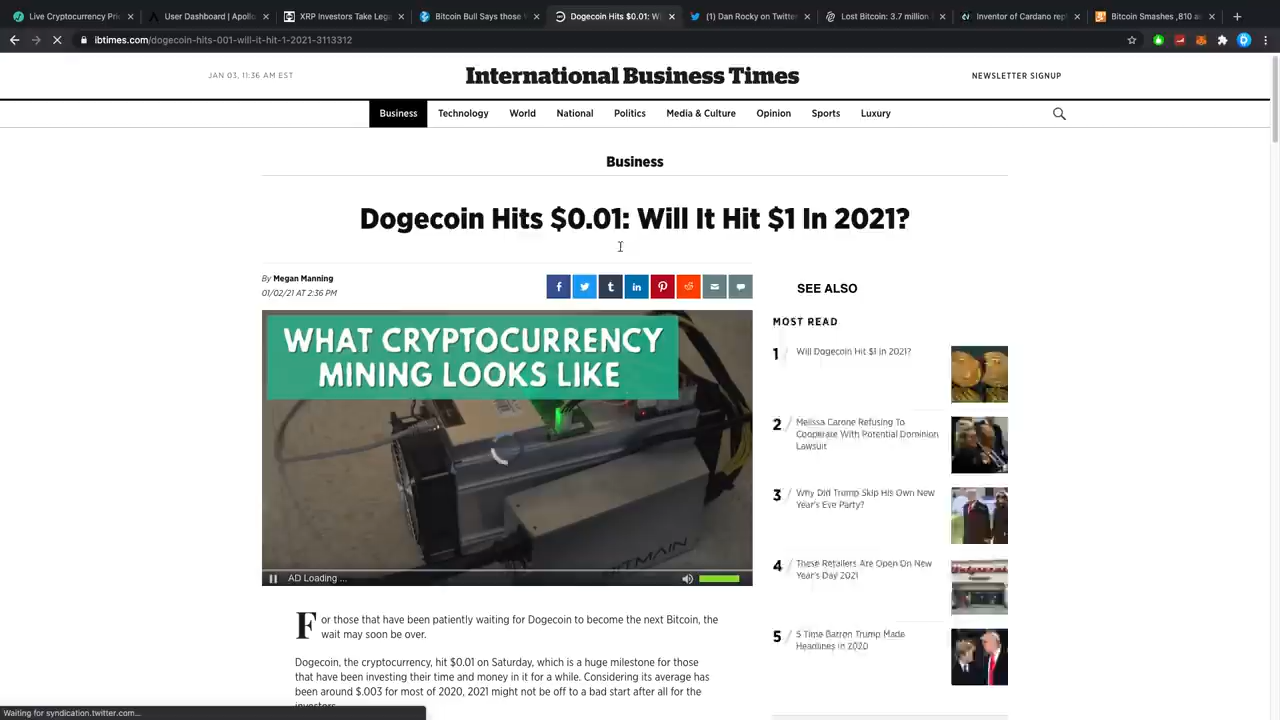 Live Cryptocurrency Pric
User Dashboard | Apollo
XRP Investors Take Lega
Bitcoin Bull Says those W
Dogecoin Hits $0.01: Wi
(1) Dan Rocky on Twitter
Lost Bitcoin: 3.7 million
Inventor of Cardano rep
Bitcoin Smashes ,810 a
ibtimes.com/dogecoin-hits-001-will-it-hit-1-2021-3113312
JAN 03, 11:36 AM EST
International Business Times
NEWSLETTER SIGNUP
Business Technology World National Politics Media & Culture Opinion Sports Luxury
Business
Dogecoin Hits $0.01: Will It Hit $1 In 2021?
By Megan Manning
01/02/21 AT 2:36 PM
WHAT CRYPTOCURRENCY
MINING LOOKS LIKE
BITMAIN
AD Loading ...
For those that have been patiently waiting for Dogecoin to become the next Bitcoin, the
wait may soon be over.
Dogecoin, the cryptocurrency, hit $0.01 on Saturday, which is a huge milestone for those
that have been investing their time and money in it for a while. Considering its average has
been around $.003 for most of 2020, 2021 might not be off to a bad start after all for the
investors.
SEE ALSO
MOST READ
1 Will Dogecoin Hit $1 In 2021?
2 Melissa Carone Refusing To
Cooperate With Potential Dominion
Lawsuit
3 Why Did Trump Skip His Own New
Year's Eve Party?
4 These Retailers Are Open On New
Year's Day 2021
5 5 Time Barron Trump Made
Headlines In 2020
Waiting for syndication.twitter.com...